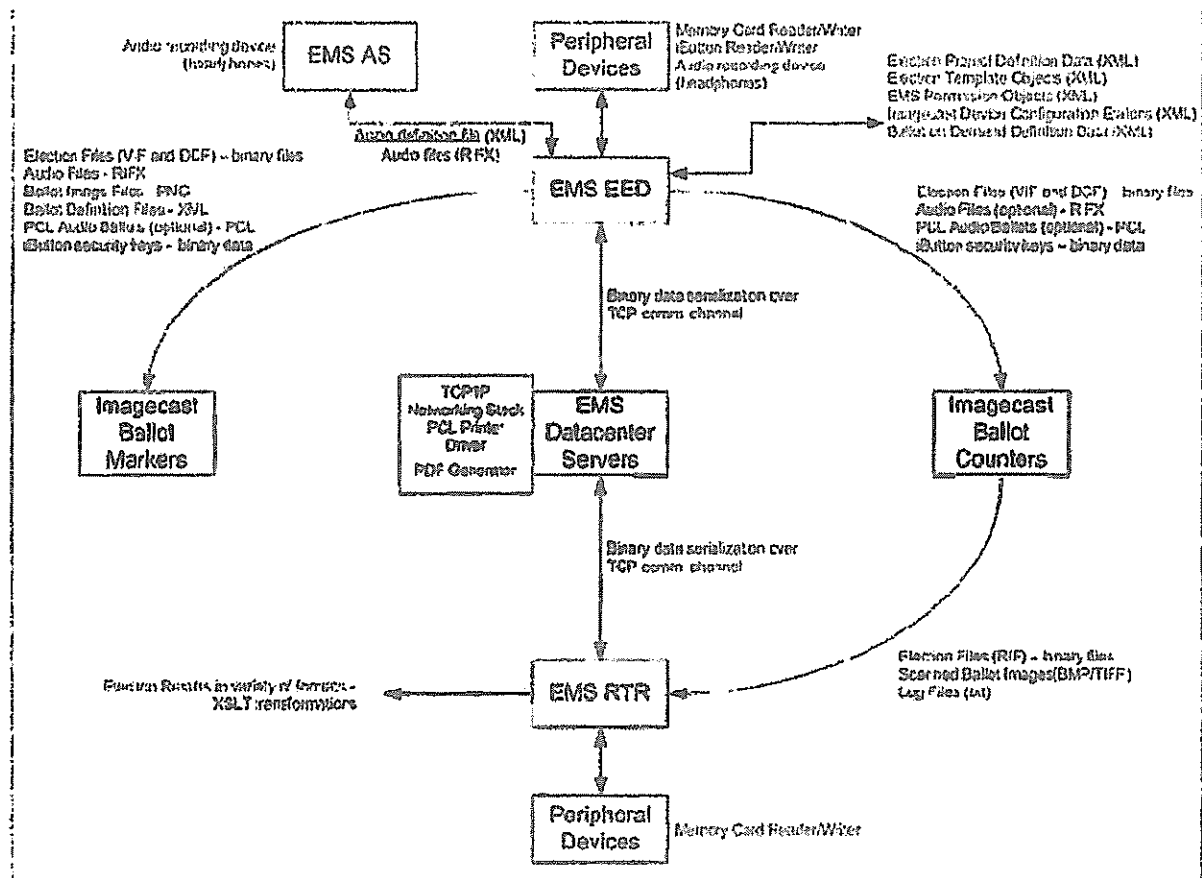 Audio recording device
(headphones)
EMS AS
Peripheral
Devices
Memory Card Reader/Writer
iButton Reader/Writer
Audio recording device
(headphones)
Election Project Definition Data (XML)
Election Template Objects (XML)
EMS Permission Objects (XML)
Imagecast Device Configuration (XML)
Ballot on Demand Definition Data (XML)
Audio definition file (XML)
Audio files (RIFX)
Election Files (VIF and DCF) – binary files
Audio Files - RIFX
Ballot Image Files - PNG
Ballot Definition Files - XML
PCL Audio Ballots (optional) - PCL
iButton security keys – binary data
EMS EED
Election Files (VIF and DCF) – binary files
Audio Files (optional) - RIFX
PCL Audio Ballots (optional) - PCL
iButton security keys – binary data
Binary data serialization over
TCP comm channel
Imagecast
Ballot
Markers
TCP1P
Networking Stack
PCL Printer
Driver
PDF Generator
EMS
Datacenter
Servers
Imagecast
Ballot
Counters
Binary data serialization over
TCP comm channel
Election Files (RIF) – binary files
Scanned Ballot Images(BMP/TIFF)
Log Files (txt)
Election Results in variety of formats -
XSLT transformations
EMS RTR
Peripheral
Devices
Memory Card Reader/Writer